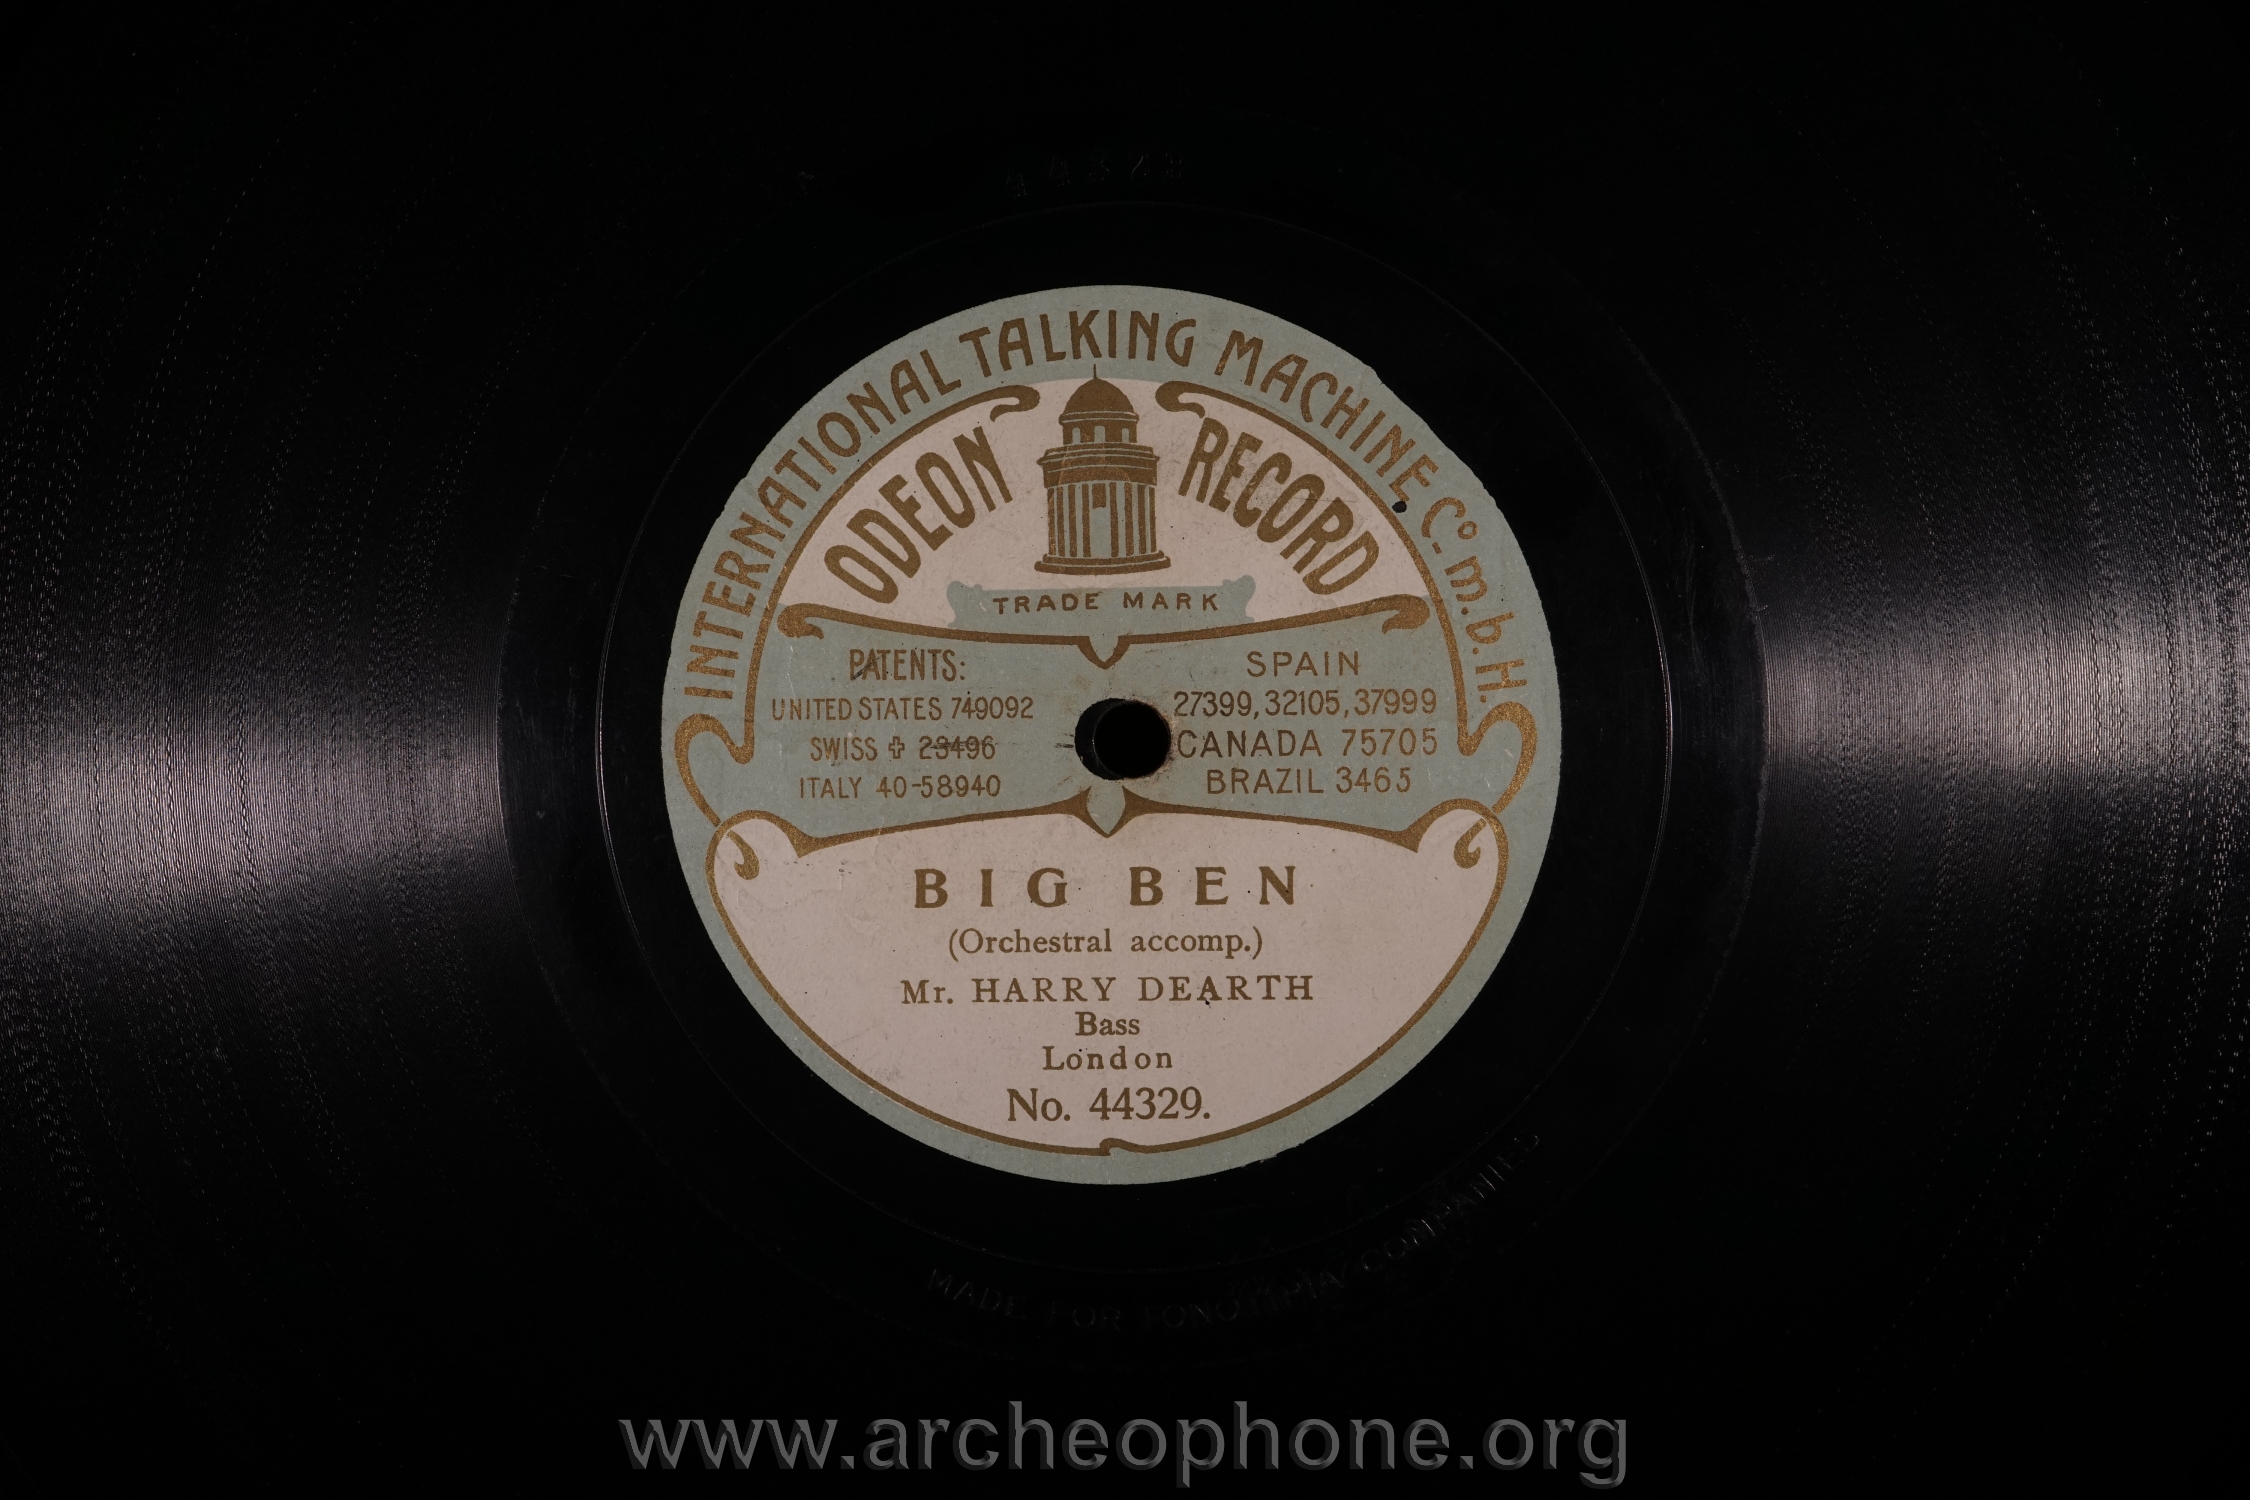 INTERNATIONAL TALKING MACHINE Co. m.b.H.
ODEON RECORD
TRADE MARK
PATENTS:
UNITED STATES 749092
SWISS ✚ 23496
ITALY 40-58940
SPAIN
27399, 32105, 37999
CANADA 75705
BRAZIL 3465
BIG BEN
(Orchestral accomp.)
Mr. HARRY DEARTH
Bass
London
No. 44329.
MADE FOR FONOTIPIA COMPANIES
www.archeophone.org